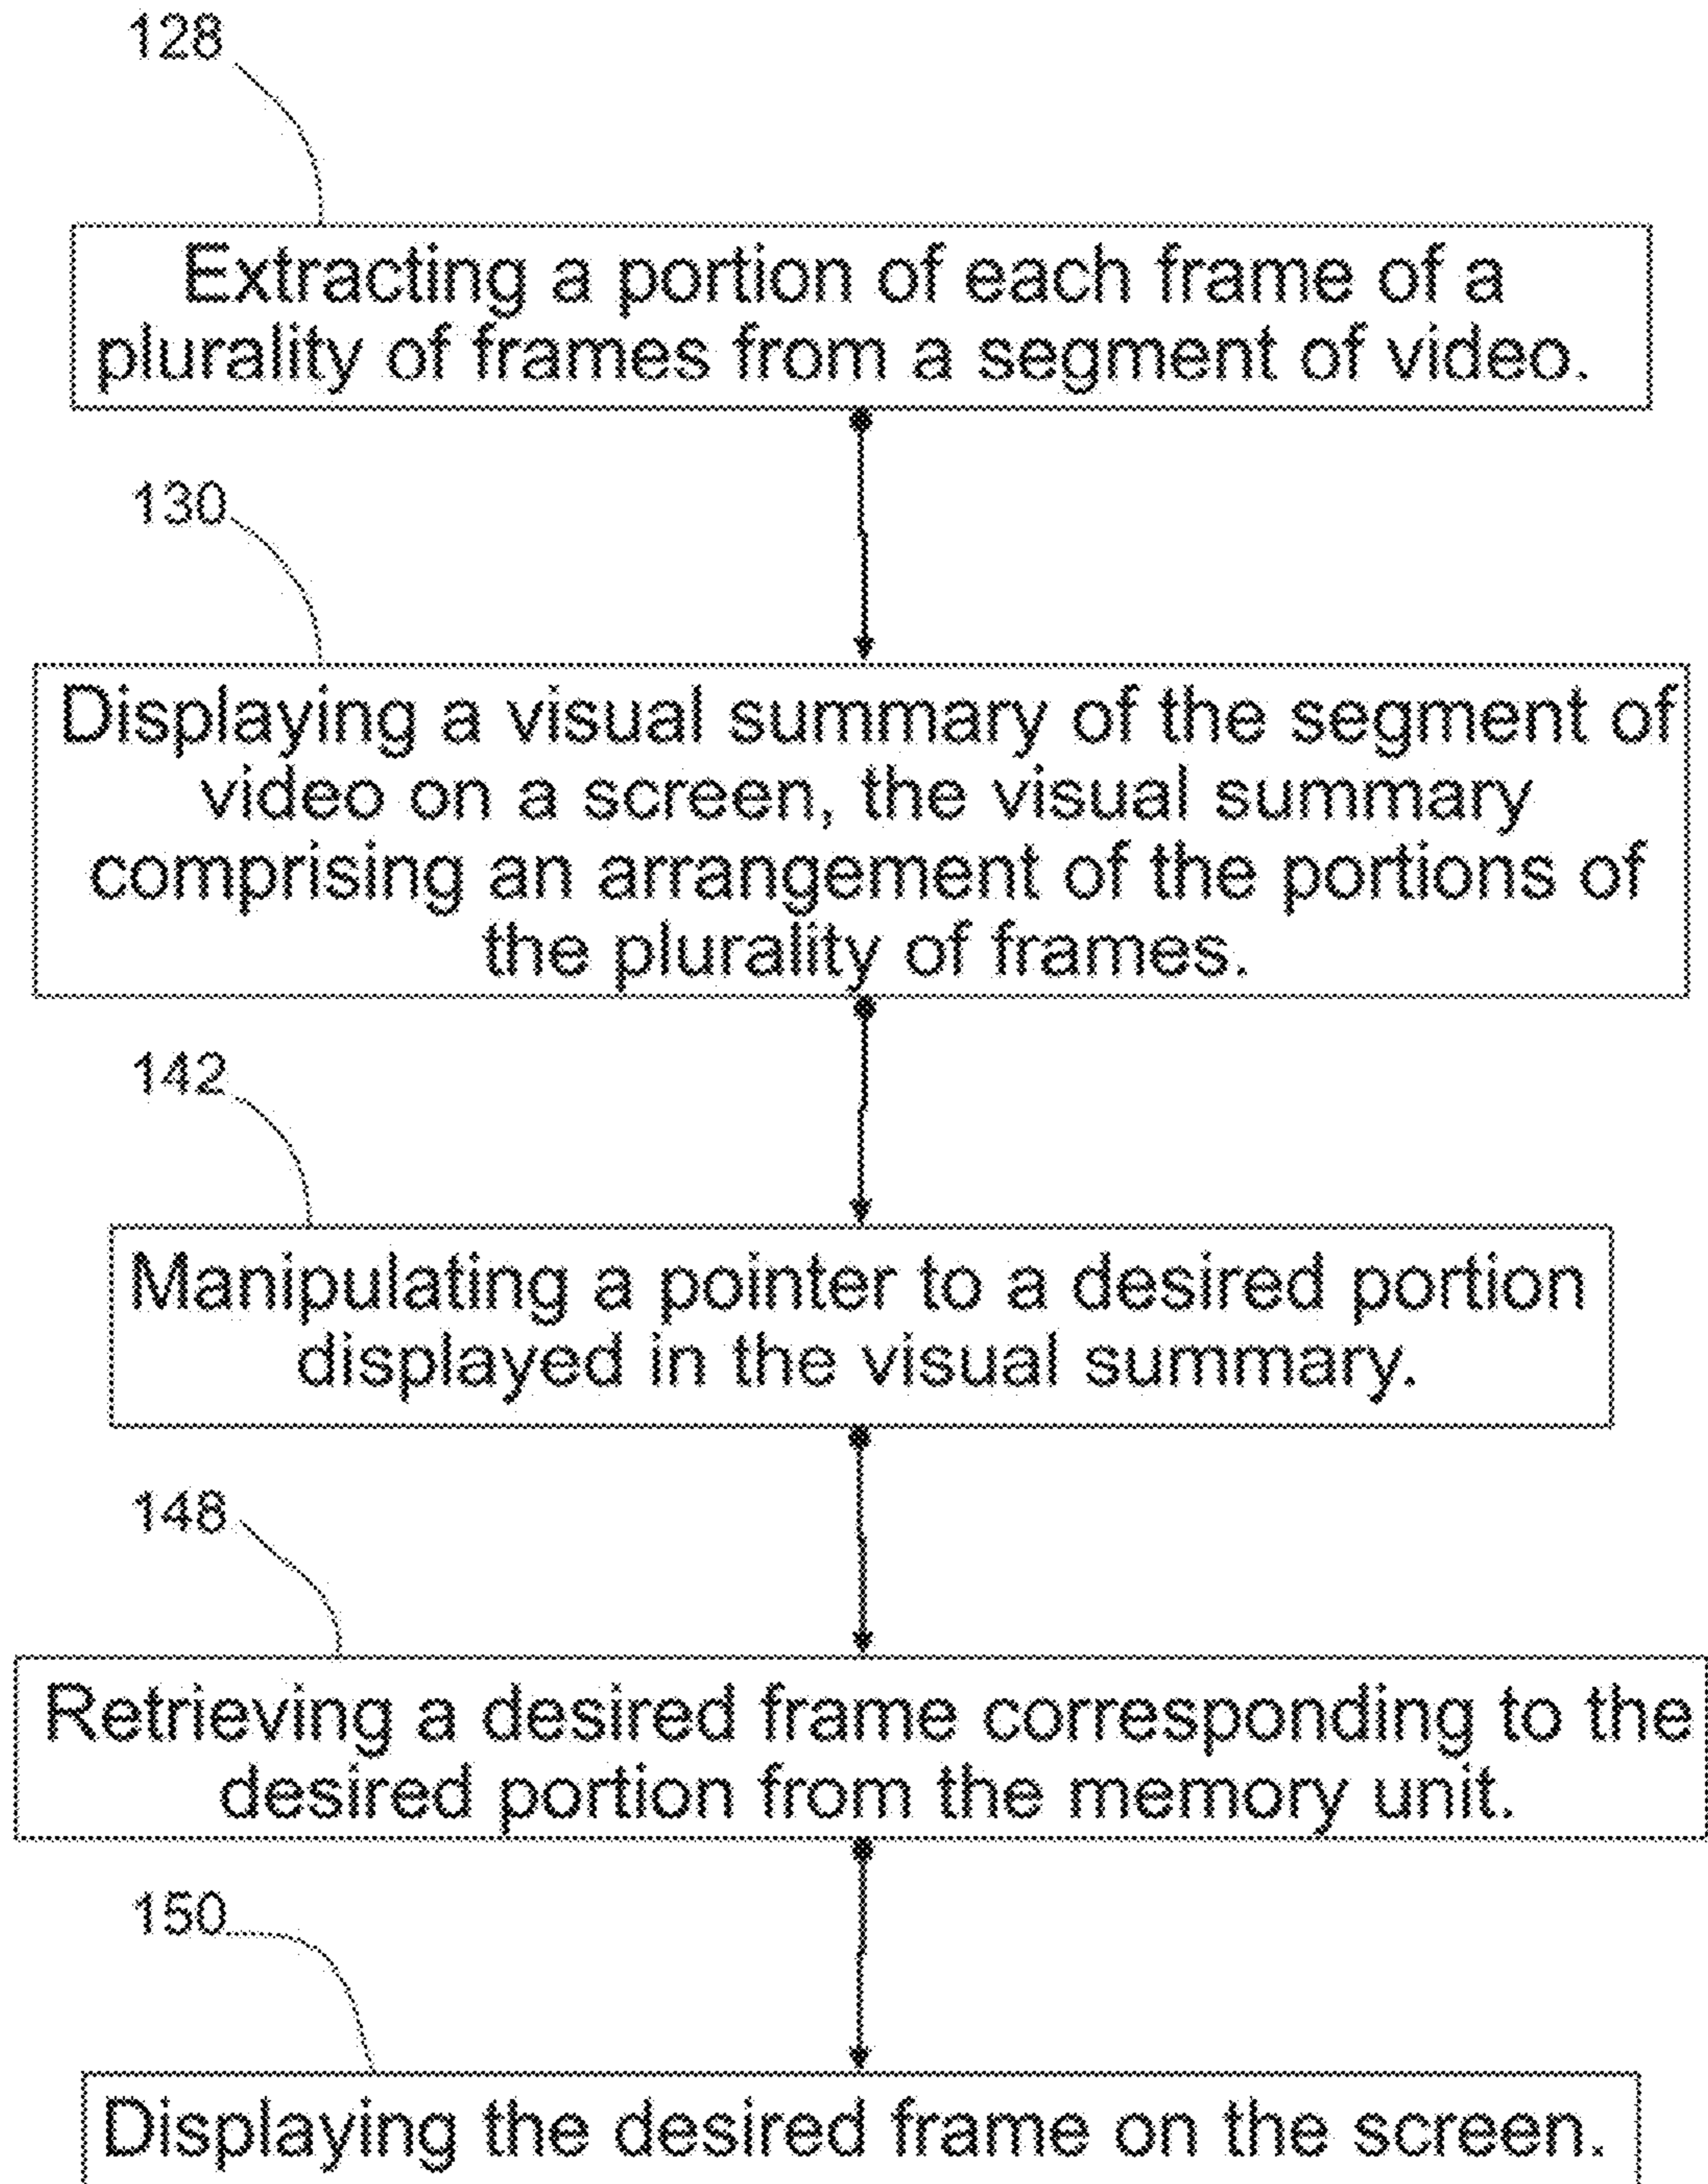 128
Extracting a portion of each frame of a
plurality of frames from a segment of video.
130
Displaying a visual summary of the segment of
video on a screen, the visual summary
comprising an arrangement of the portions of
the plurality of frames.
142
Manipulating a pointer to a desired portion
displayed in the visual summary.
148
Retrieving a desired frame corresponding to the
desired portion from the memory unit.
150
Displaying the desired frame on the screen.